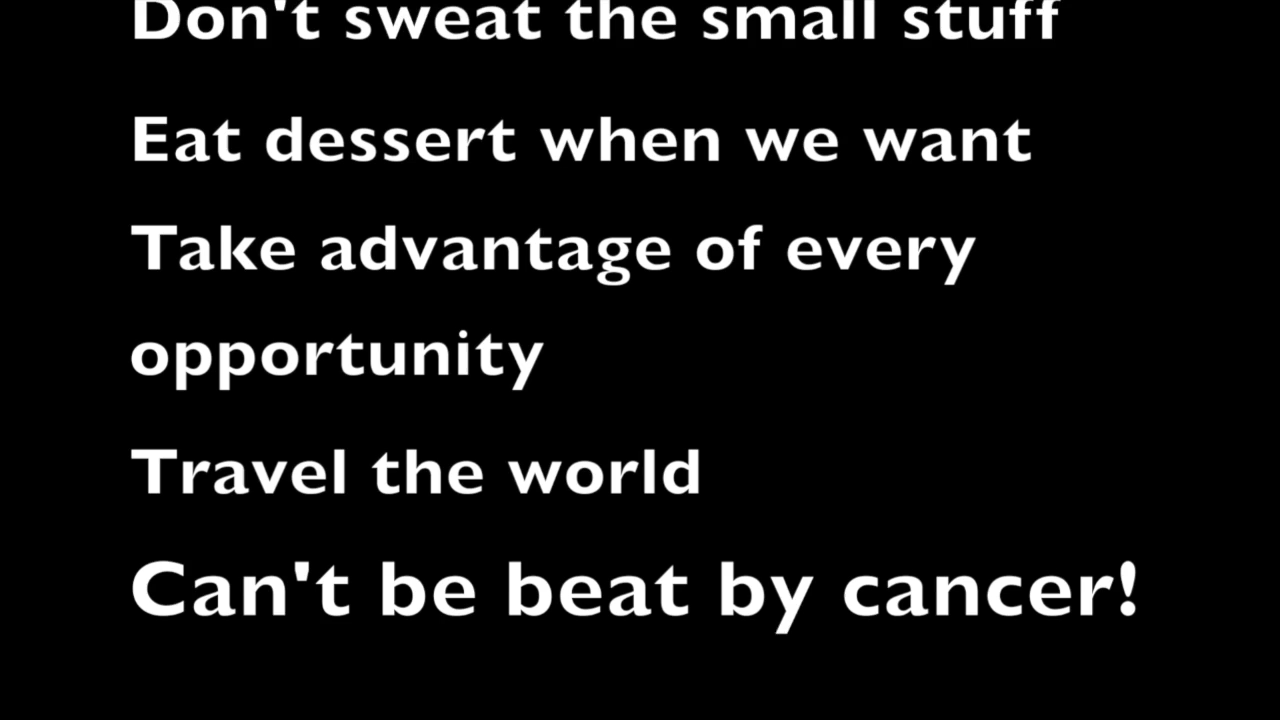 Don't sweat the small stuff
Eat dessert when we want
Take advantage of every
opportunity
Travel the world
Can't be beat by cancer!